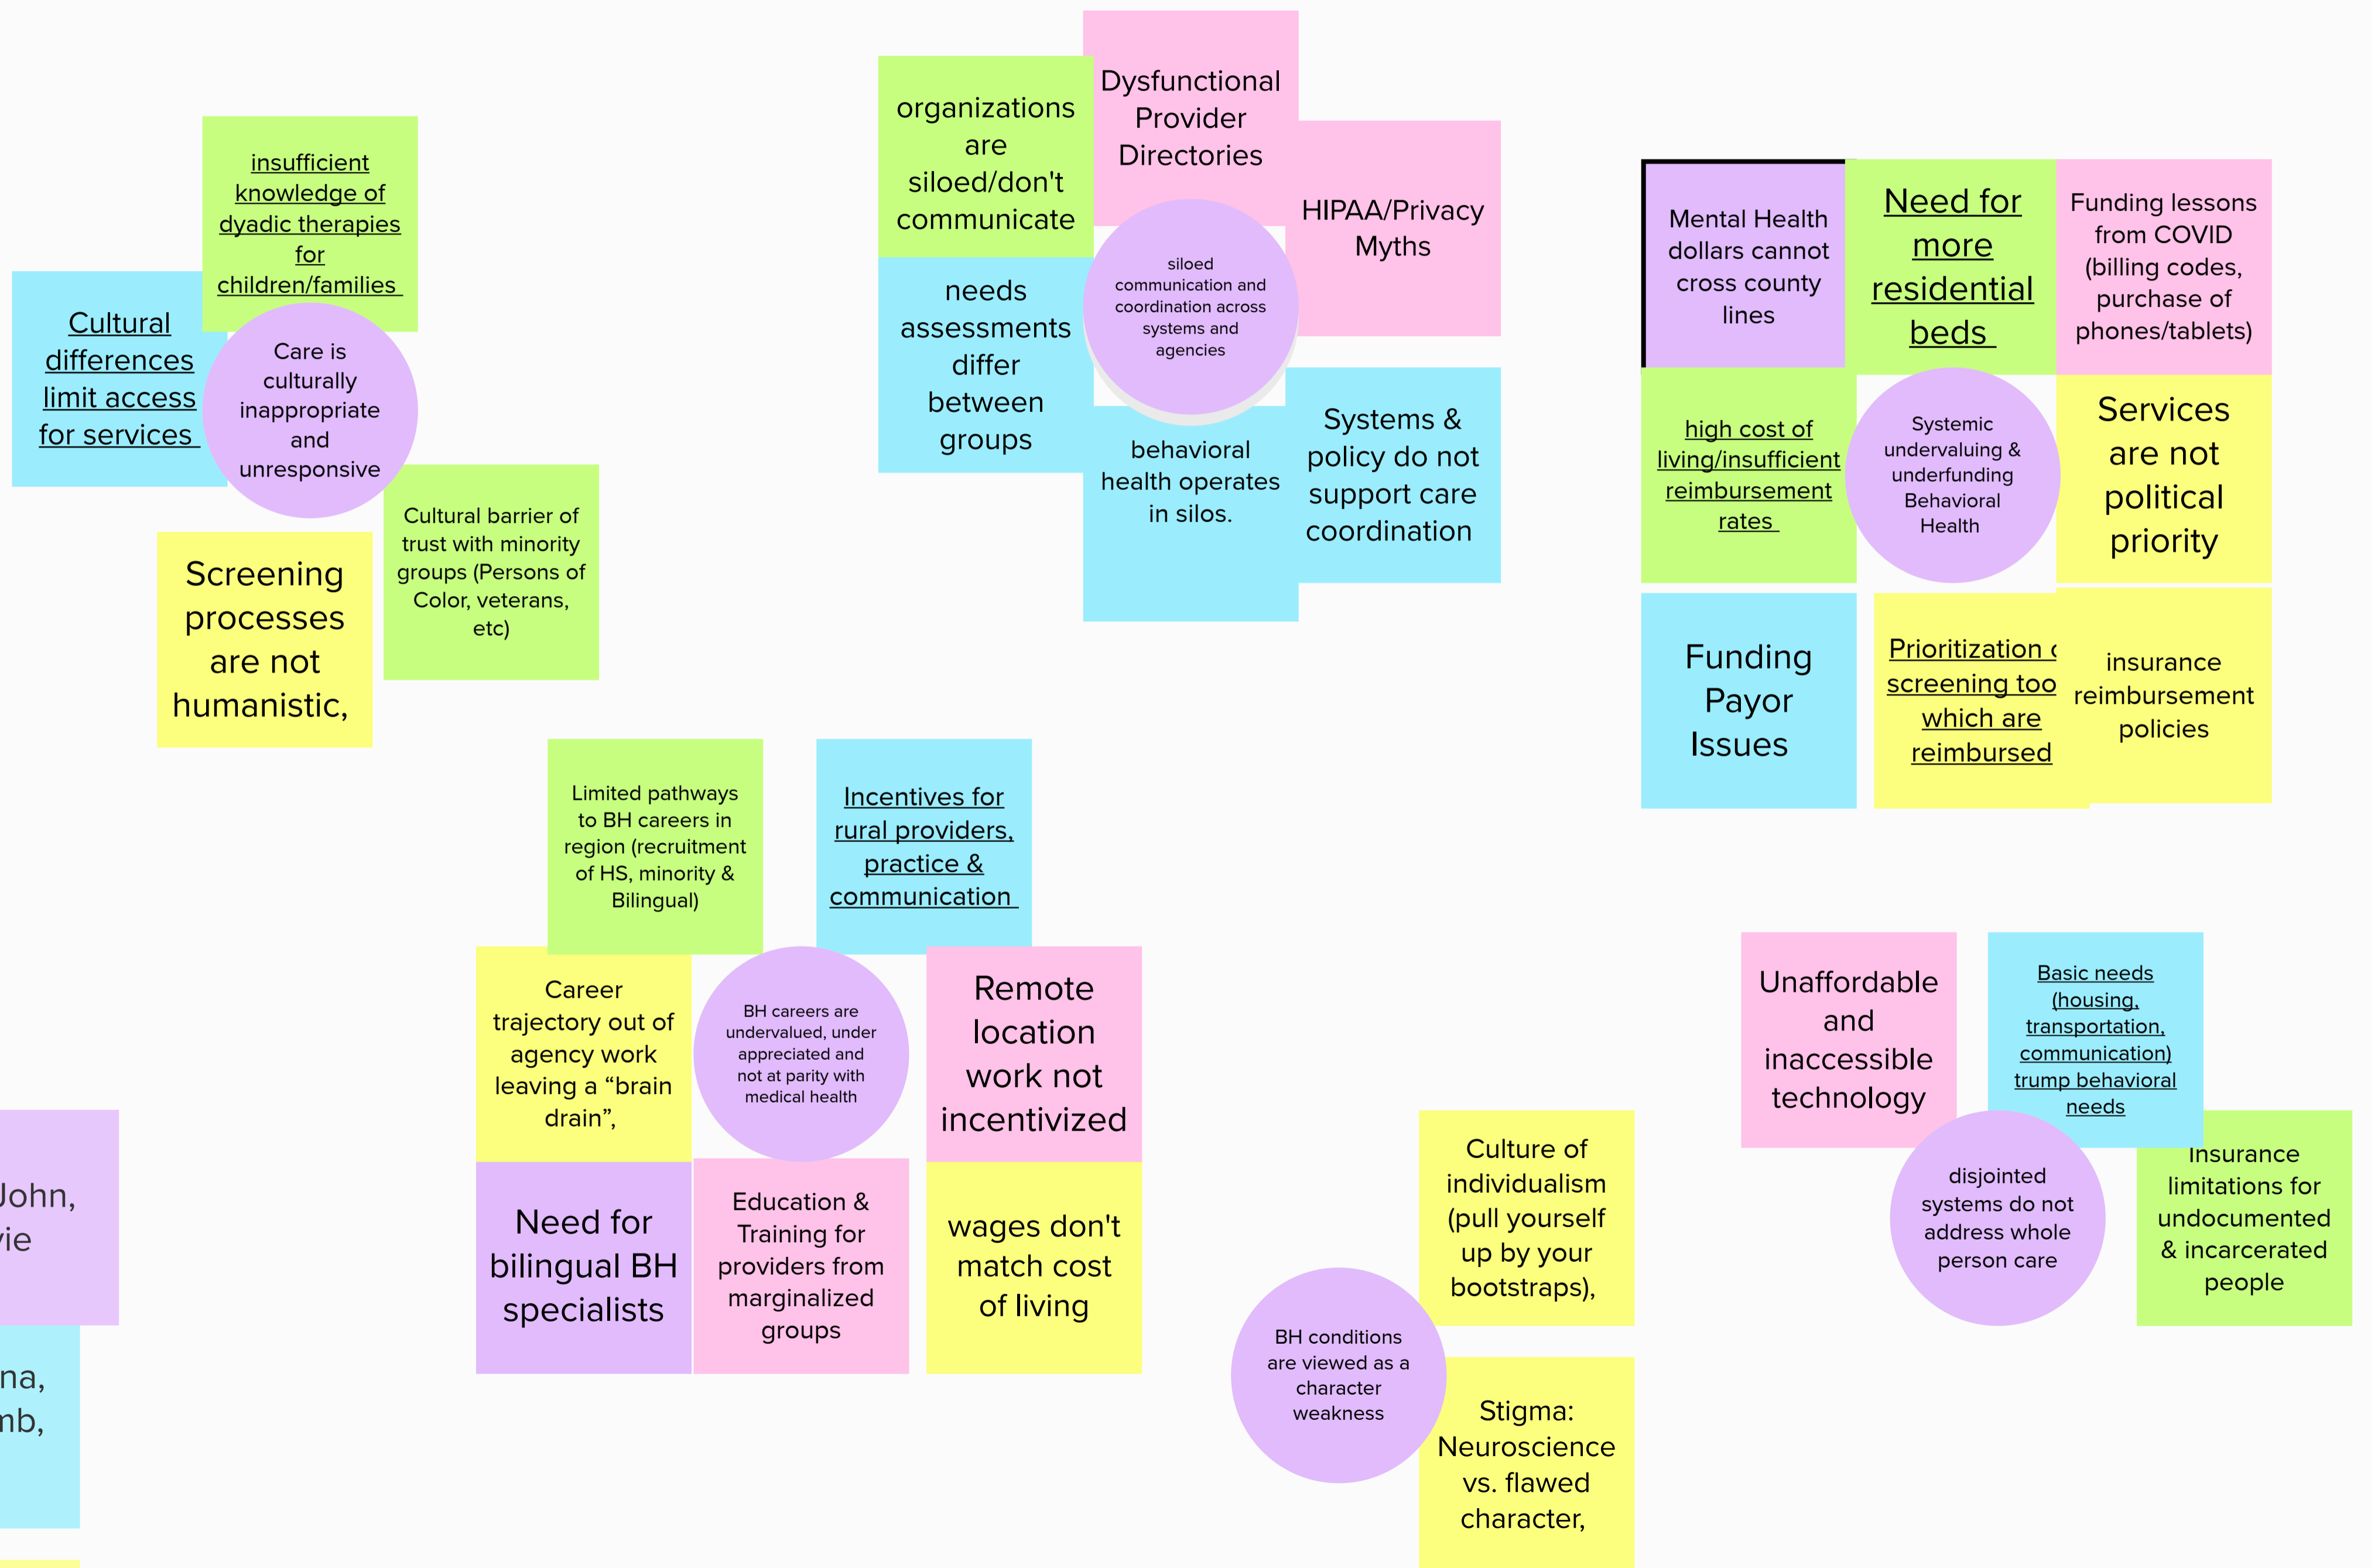 insufficient
knowledge of
dyadic therapies
for
children/families
Cultural
differences
limit access
for services
Care is
culturally
inappropriate
and
unresponsive
Cultural barrier of
trust with minority
groups (Persons of
Color, veterans,
etc)
Screening
processes
are not
humanistic,
organizations
are
siloed/don't
communicate
Dysfunctional
Provider
Directories
HIPAA/Privacy
Myths
siloed
communication and
coordination across
systems and
agencies
needs
assessments
differ
between
groups
behavioral
health operates
in silos.
Systems &
policy do not
support care
coordination
Mental Health
dollars cannot
cross county
lines
Need for
more
residential
beds
Funding lessons
from COVID
(billing codes,
purchase of
phones/tablets)
high cost of
living/insufficient
reimbursement
rates
Systemic
undervaluing &
underfunding
Behavioral
Health
Services
are not
political
priority
Funding
Payor
Issues
Prioritization
screening
which are
reimbursed
insurance
reimbursement
policies
Limited pathways
to BH careers in
region (recruitment
of HS, minority &
Bilingual)
Incentives for
rural providers,
practice &
communication
Career
trajectory out of
agency work
leaving a “brain
drain”,
BH careers are
undervalued, under
appreciated and
not at parity with
medical health
Remote
location
work not
incentivized
Need for
bilingual BH
specialists
Education &
Training for
providers from
marginalized
groups
wages don't
match cost
of living
Culture of
individualism
(pull yourself
up by your
bootstraps),
BH conditions
are viewed as a
character
weakness
Stigma:
Neuroscience
vs. flawed
character,
Unaffordable
and
inaccessible
technology
Basic needs
(housing,
transportation,
communication)
trump behavioral
needs
disjointed
systems do not
address whole
person care
Insurance
limitations for
undocumented
& incarcerated
people
John,